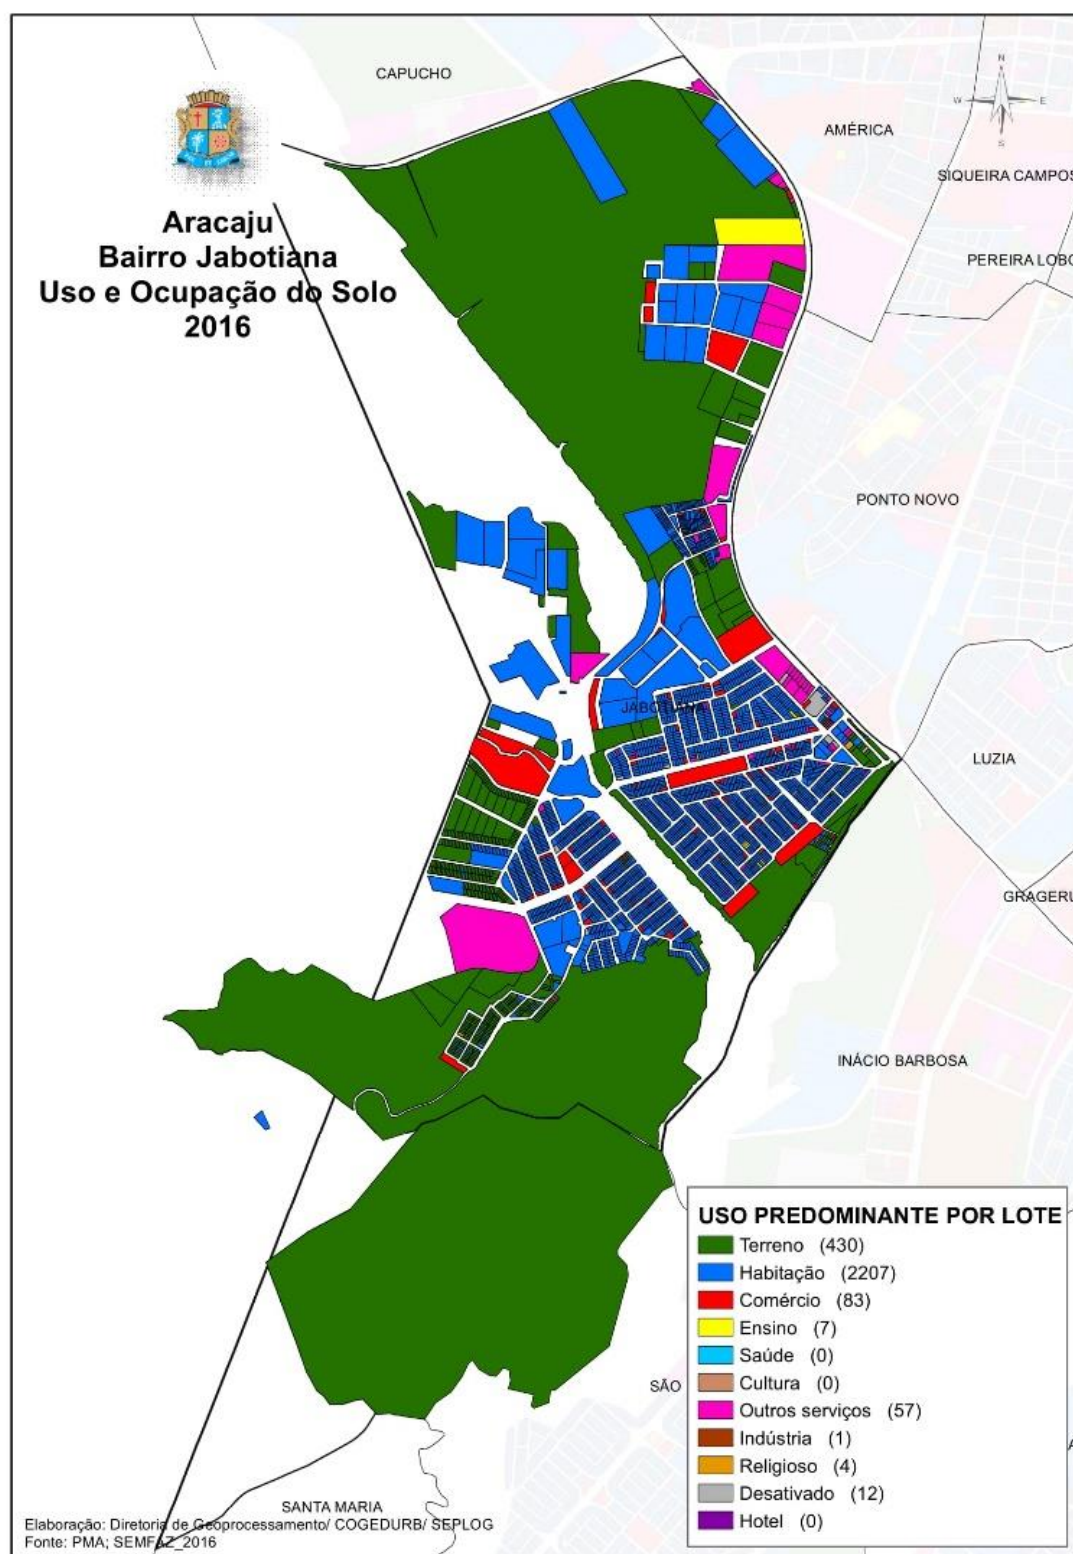 CAPUCHO
AMÉRICA
N
W E
S
SIQUEIRA CAMPOS
Aracaju
Bairro Jabotiana
Uso e Ocupação do Solo
2016
PEREIRA LOBO
PONTO NOVO
JABOTIANA
LUZIA
GRAGERU
INÁCIO BARBOSA
SÃO
SANTA MARIA
USO PREDOMINANTE POR LOTE
Terreno (430)
Habitação (2207)
Comércio (83)
Ensino (7)
Saúde (0)
Cultura (0)
Outros serviços (57)
Indústria (1)
Religioso (4)
Desativado (12)
Hotel (0)
Elaboração: Diretoria de Geoprocessamento/ COGEDURB/ SEPLOG
Fonte: PMA; SEMFAZ_2016